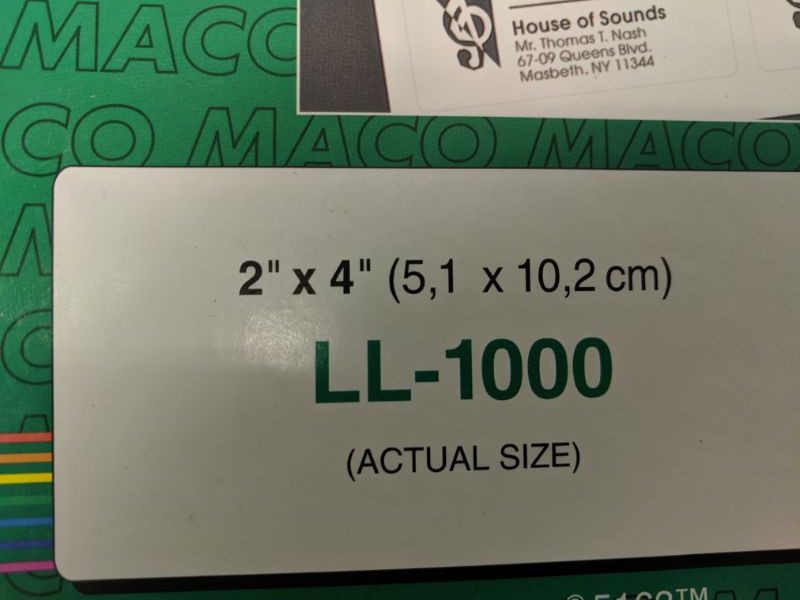 MACO
House of Sounds
Mr. Thomas T. Nash
67-09 Queens Blvd.
Masbeth, NY 11344
CO MACO MACO
2" x 4" (5,1 x 10,2 cm)
LL-1000
(ACTUAL SIZE)